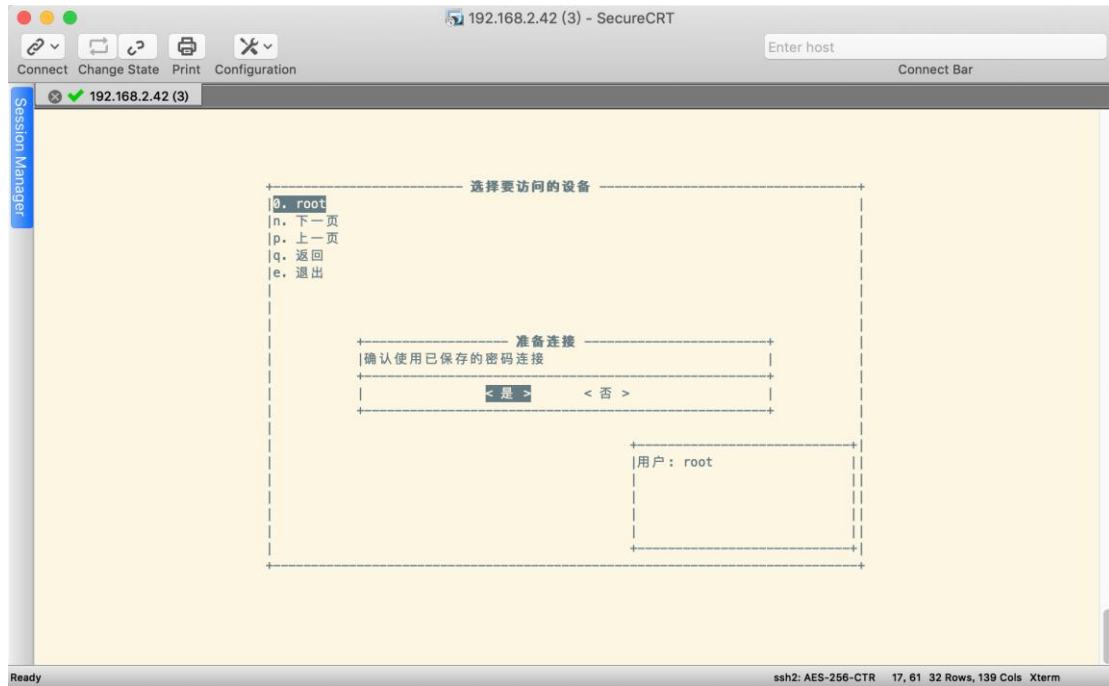 192.168.2.42 (3) - SecureCRT
Enter host
Connect Change State Print Configuration
Connect Bar
192.168.2.42 (3)
Session Manager
选择要访问的设备
0. root
n. 下一页
p. 上一页
q. 返回
e. 退出
准备连接
确认使用已保存的密码连接
< 是 > < 否 >
用户: root
Ready
ssh2: AES-256-CTR 17, 61 32 Rows, 139 Cols Xterm